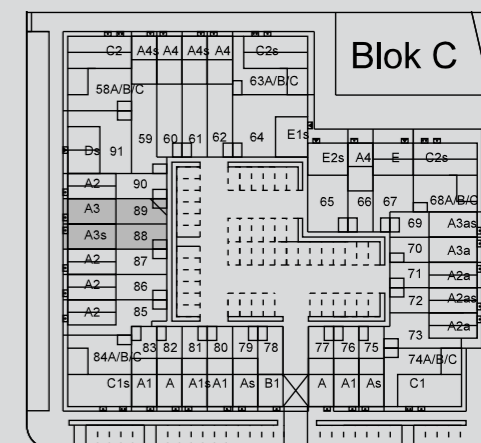 Blok C
C2 A4s A4 A4s A4 C2s
58A/B/C 63A/B/C
59 60 61 62 64 E1s
Ds 91
E2s A4 E C2s
A2 90
65 66 67 68A/B/C
A3 89
69 A3as
A3s 88
70 A3a
A2 87
71 A2a
A2 86
72 A2as
A2 85
73 A2a
84A/B/C 83 82 81 80 79 78 77 76 75 74A/B/C
C1s A1 A A1s A1 As B1 A A1 As C1